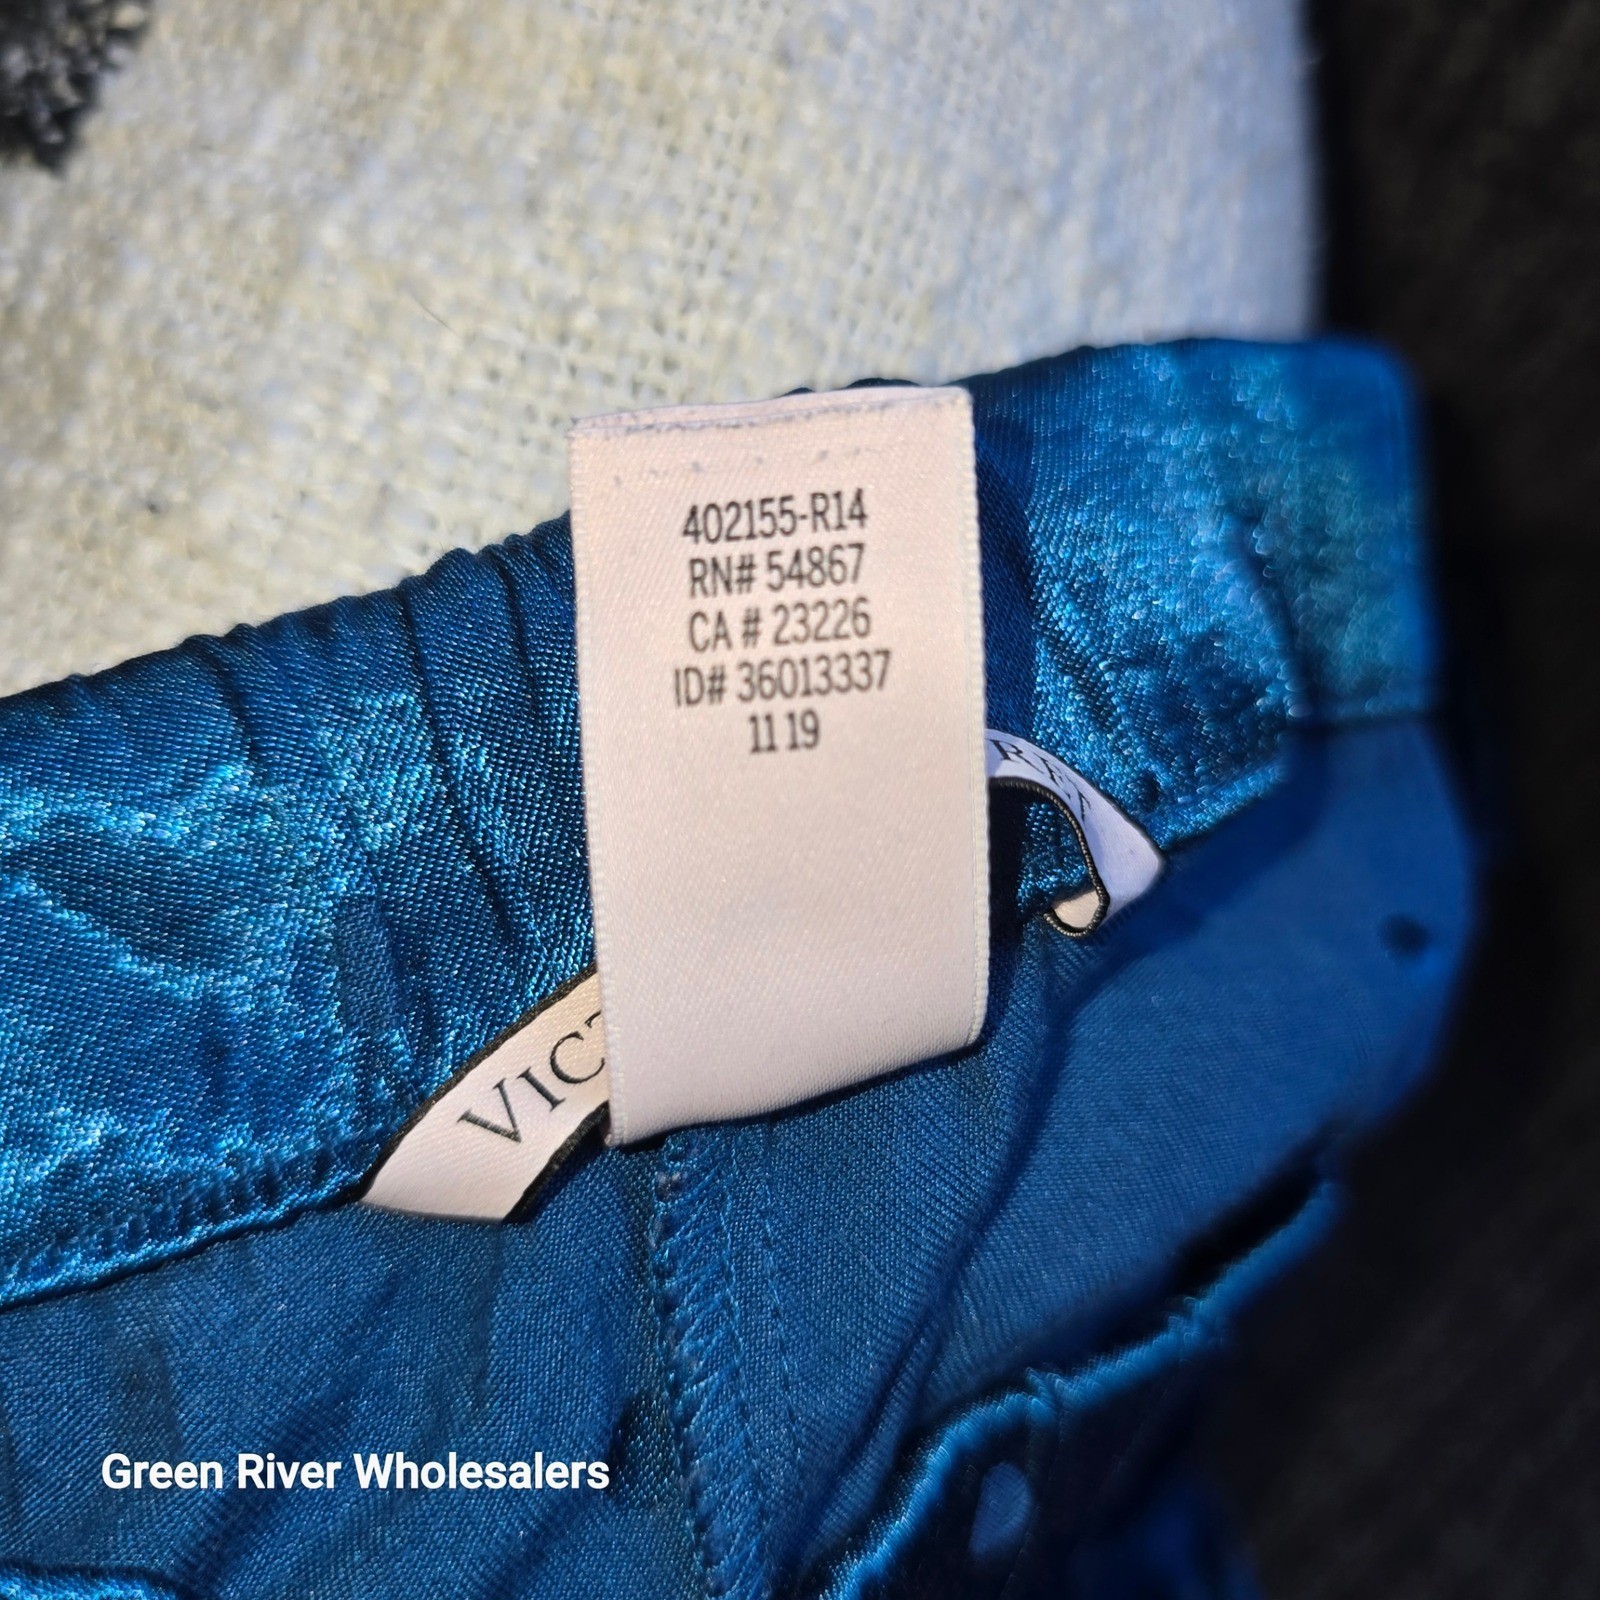 402155-R14
RN# 54867
CA # 23226
ID# 36013337
11 19
Green River Wholesalers